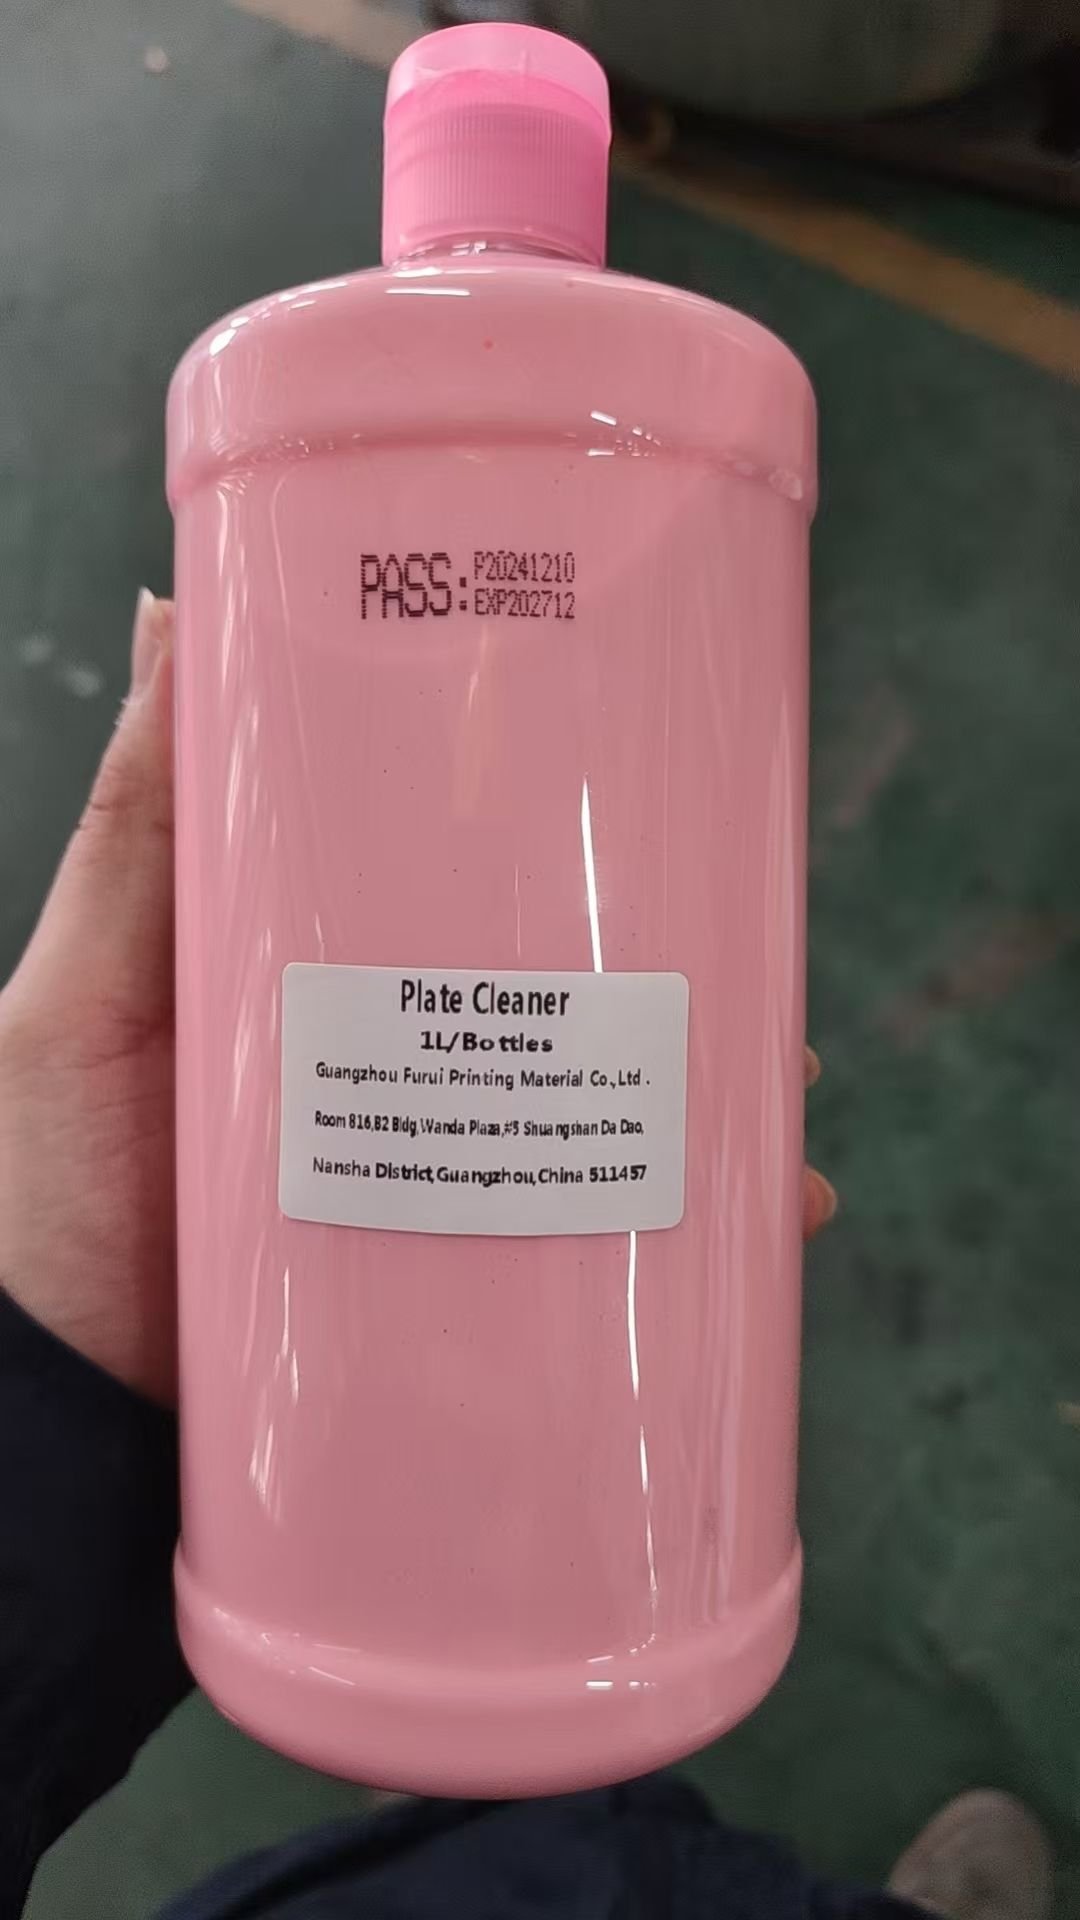 PASS: P20241210
EXP202712
Plate Cleaner
1L/Bottles
Guangzhou Furui Printing Material Co.,Ltd.
Room 816,B2 Bldg,Wanda Plaza,#5 Shuangshan Da Dao,
Nansha District,Guangzhou,China 511457